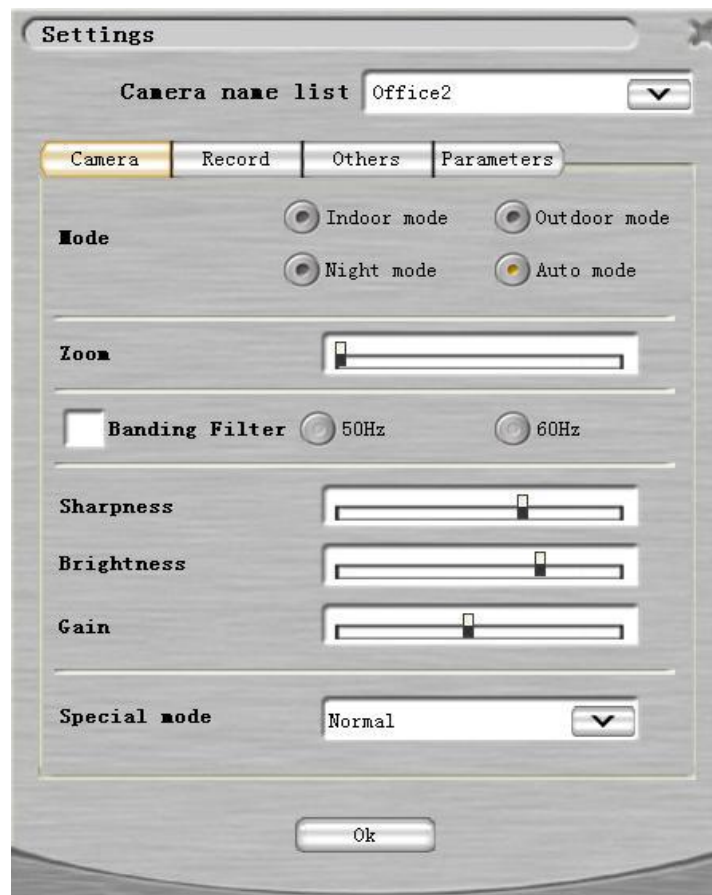 Settings
Camera name list Office2
Camera Record Others Parameters
Mode
Indoor mode Outdoor mode
Night mode Auto mode
Zoom
Banding Filter 50Hz 60Hz
Sharpness
Brightness
Gain
Special mode Normal
Ok